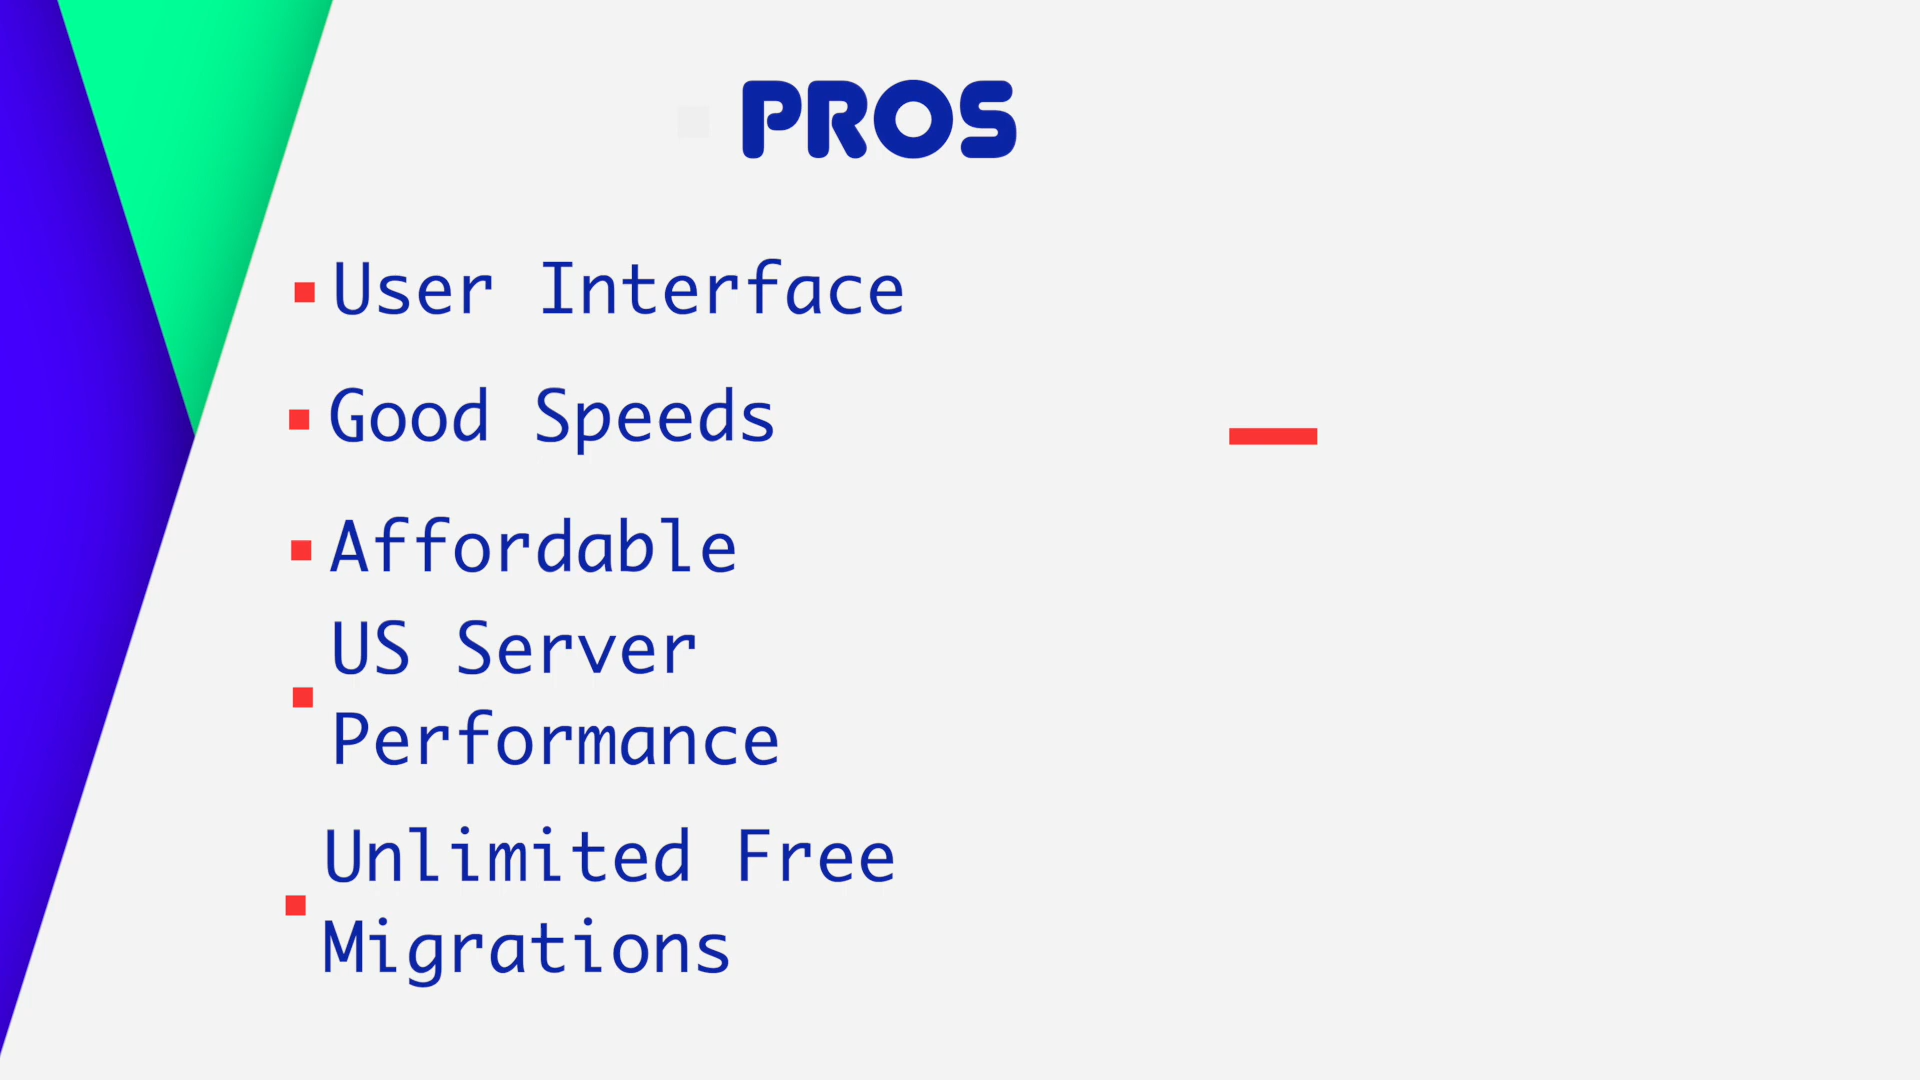 PROS
User Interface
Good Speeds
Affordable
US Server
Performance
Unlimited Free
Migrations